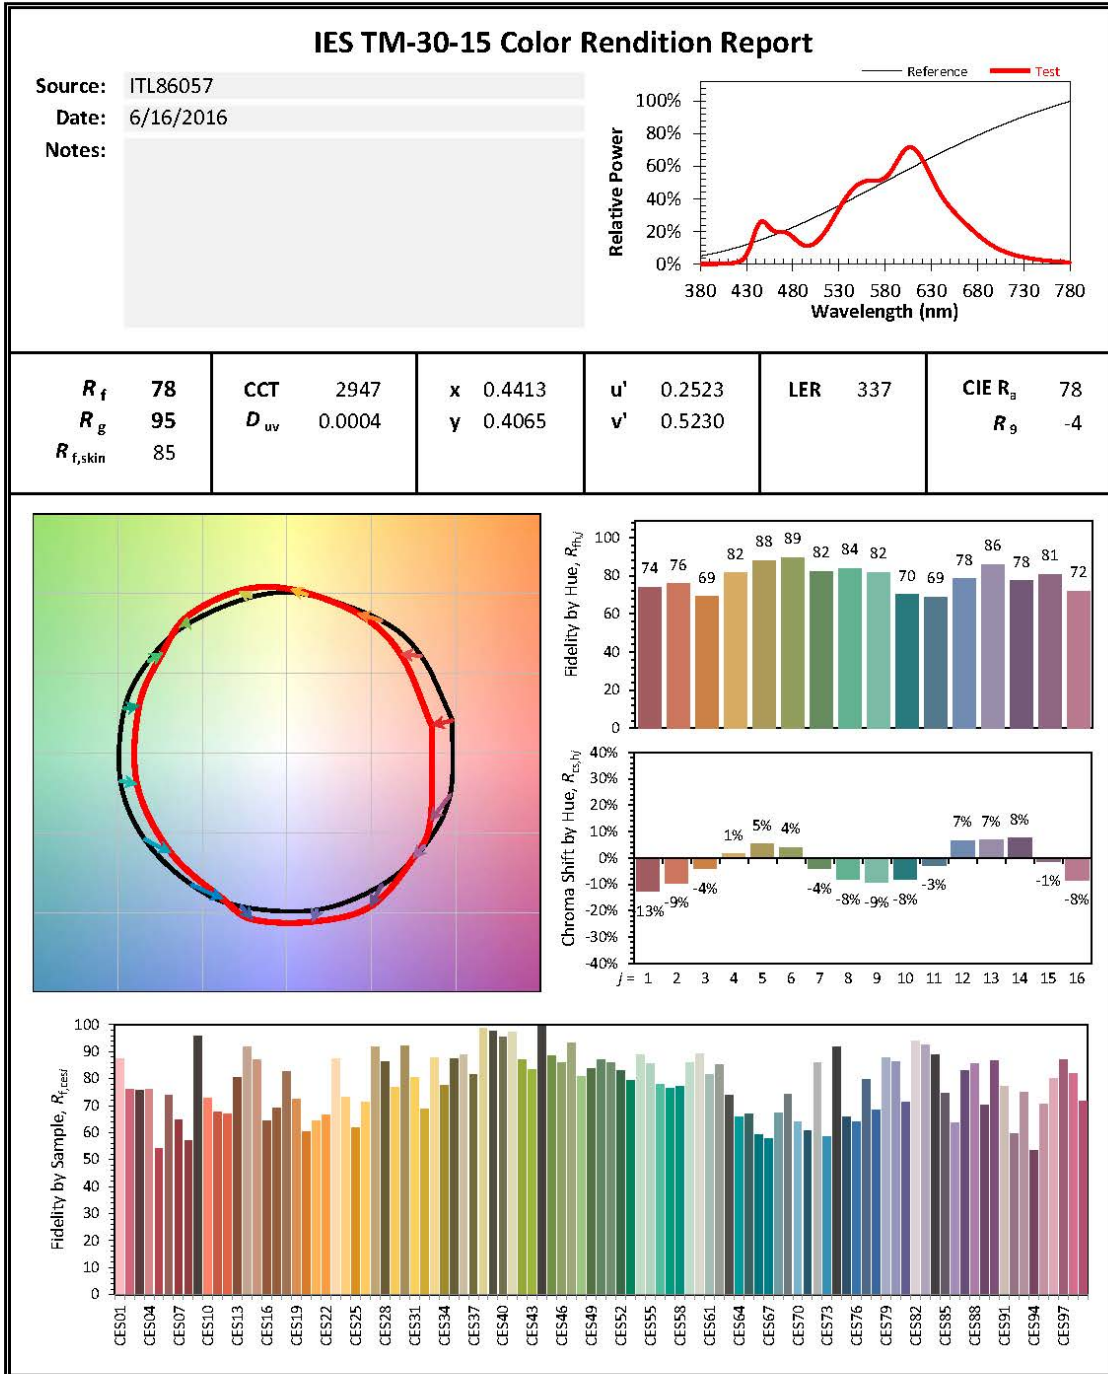 IES TM-30-15 Color Rendition Report
Source: ITL86057
Date: 6/16/2016
Notes:
Reference Test
Relative Power
100%
80%
60%
40%
20%
0%
380 430 480 530 580 630 680 730 780
Wavelength (nm)
Rf 78
Rg 95
Rf,skin 85
CCT 2947
Duv 0.0004
x 0.4413
y 0.4065
u' 0.2523
v' 0.5230
LER 337
CIE Ra 78
R9 -4
Fidelity by Hue, Rfh,j
100
80
60
40
20
0
74 76 69 82 88 89 82 84 82 70 69 78 86 78 81 72
Chroma Shift by Hue, Rcs,hj
40%
30%
20%
10%
0%
-10%
-20%
-30%
-40%
-13% -9% -4% 1% 5% 4% -4% -8% -9% -8% -3% 7% 7% 8% -1% -8%
j = 1 2 3 4 5 6 7 8 9 10 11 12 13 14 15 16
Fidelity by Sample, Rf,cesi
100
90
80
70
60
50
40
30
20
10
0
CES01 CES04 CES07 CES10 CES13 CES16 CES19 CES22 CES25 CES28 CES31 CES34 CES37 CES40 CES43 CES46 CES49 CES52 CES55 CES58 CES61 CES64 CES67 CES70 CES73 CES76 CES79 CES82 CES85 CES88 CES91 CES94 CES97